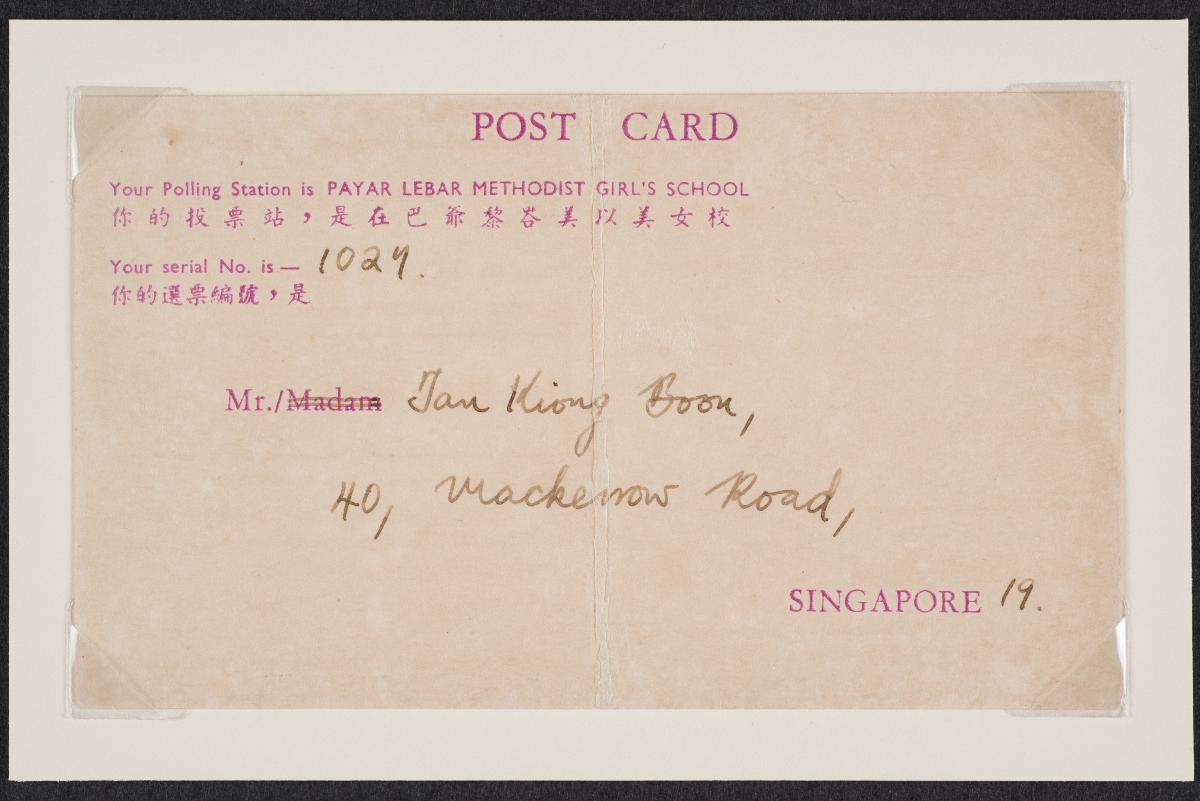 POST CARD
Your Polling Station is PAYAR LEBAR METHODIST GIRL'S SCHOOL
你的投票站，是在巴爺黎峇美以美女校
Your serial No. is — 1029.
你的選票編號，是
Mr./Madam Tan Kiong Boon,
40, Mackerrow Road,
SINGAPORE 19.